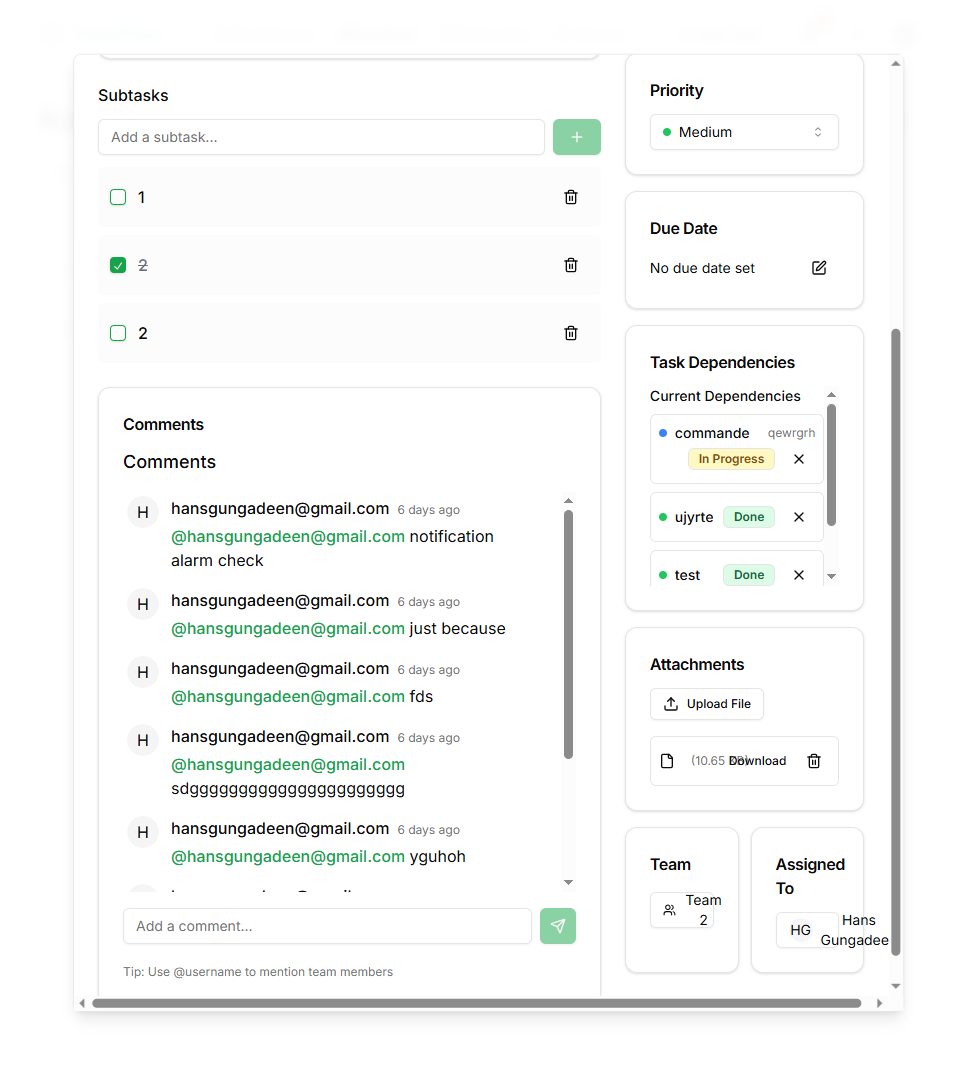 Subtasks
Add a subtask...
1
2
2
Comments
Comments
H
hansgungadeen@gmail.com 6 days ago
@hansgungadeen@gmail.com notification
alarm check
H
hansgungadeen@gmail.com 6 days ago
@hansgungadeen@gmail.com just because
H
hansgungadeen@gmail.com 6 days ago
@hansgungadeen@gmail.com fds
H
hansgungadeen@gmail.com 6 days ago
@hansgungadeen@gmail.com
sdgggggggggggggggggggggg
H
hansgungadeen@gmail.com 6 days ago
@hansgungadeen@gmail.com yguhoh
Add a comment...
Tip: Use @username to mention team members
Priority
Medium
Due Date
No due date set
Task Dependencies
Current Dependencies
commande qewrgrh
In Progress
ujyrte Done
test Done
Attachments
Upload File
(10.65 Download
Team
Team
2
Assigned
To
HG
Hans
Gungadee